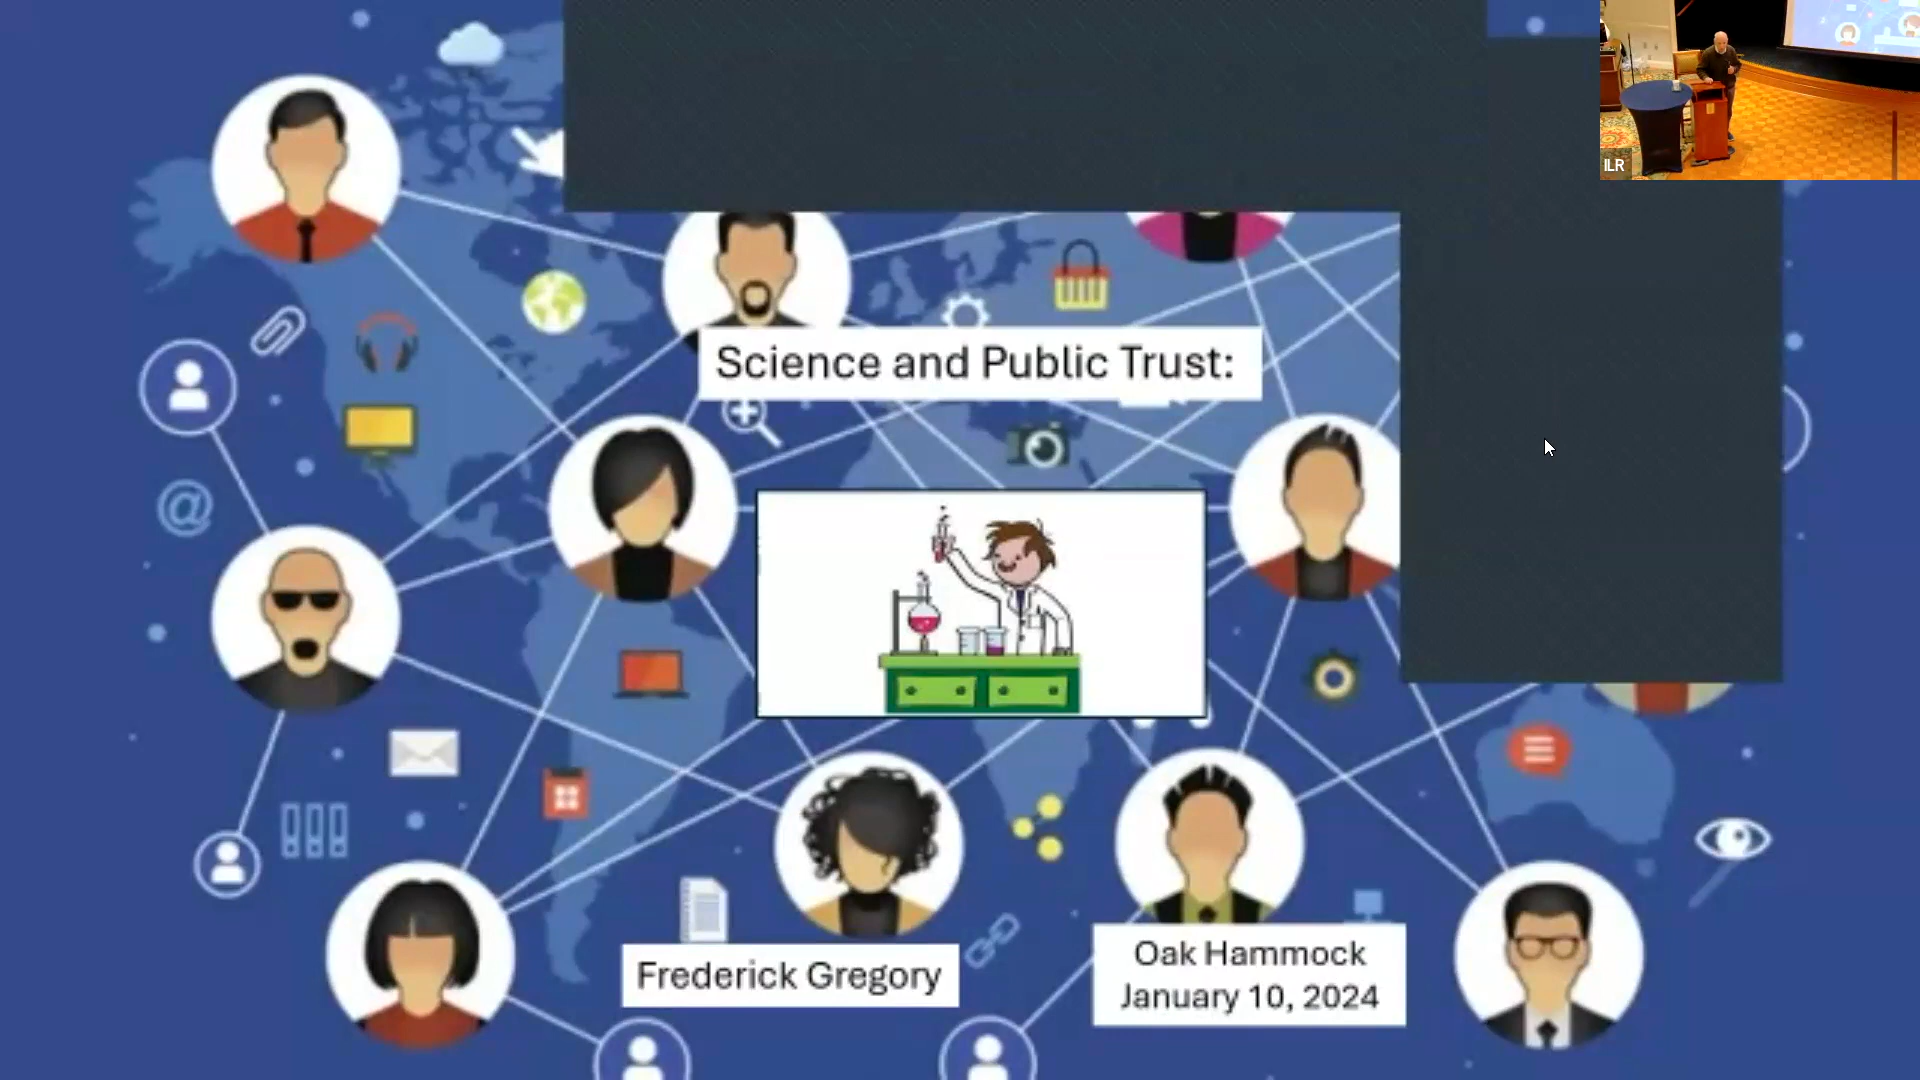 ILR
Science and Public Trust:
Frederick Gregory
Oak Hammock
January 10, 2024